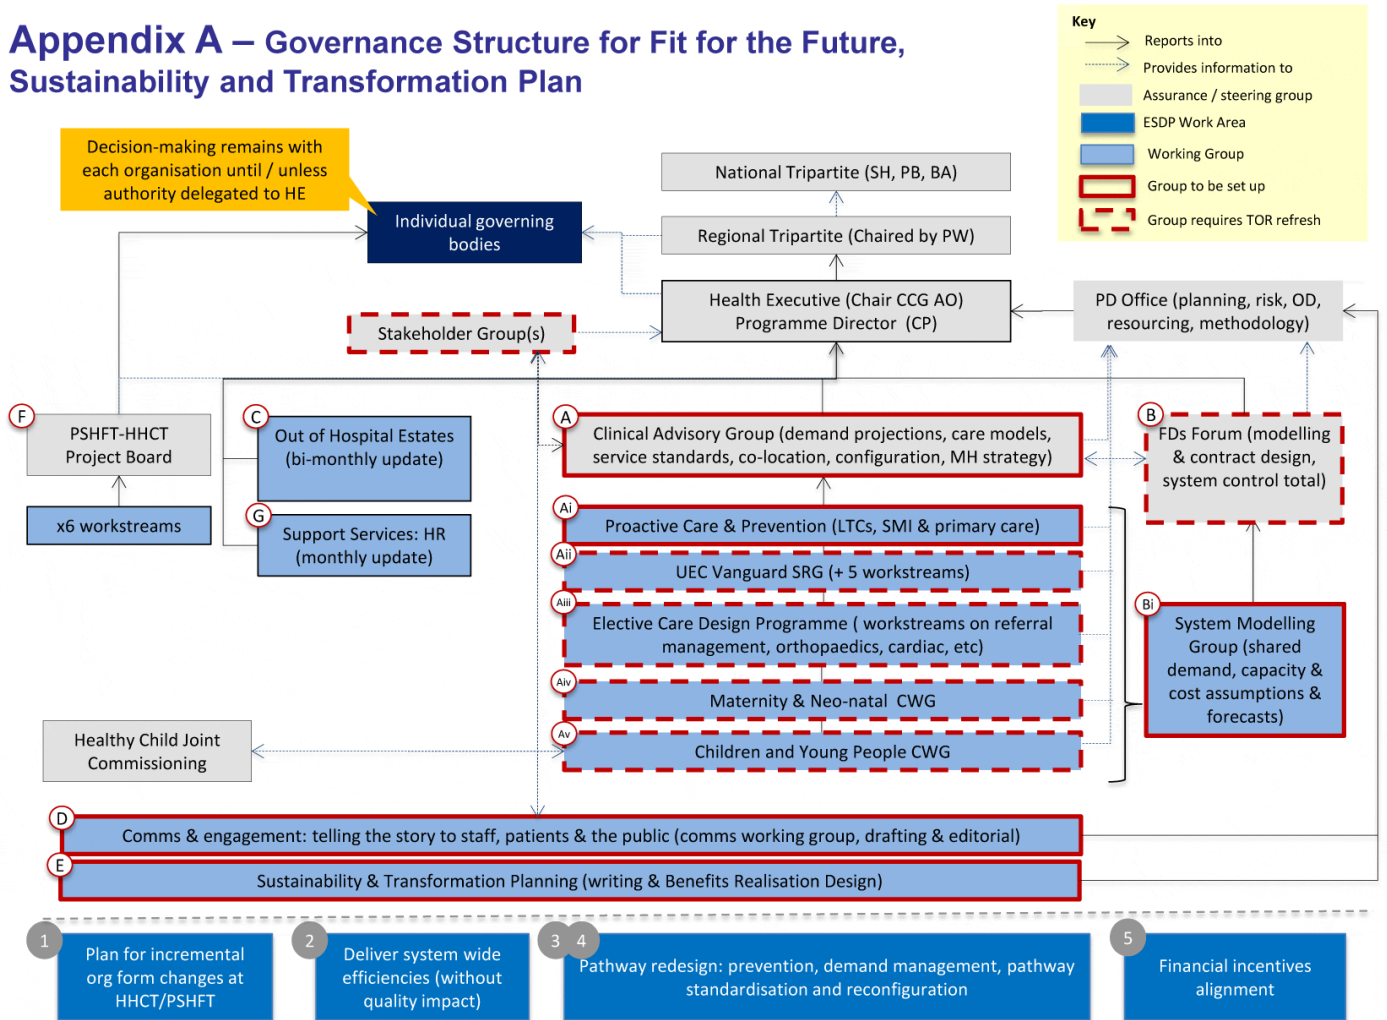 Appendix A – Governance Structure for Fit for the Future,
Sustainability and Transformation Plan
Key
Reports into
Provides information to
Assurance / steering group
ESDP Work Area
Working Group
Group to be set up
Group requires TOR refresh
Decision-making remains with
each organisation until / unless
authority delegated to HE
Individual governing
bodies
National Tripartite (SH, PB, BA)
Regional Tripartite (Chaired by PW)
Health Executive (Chair CCG AO)
Programme Director (CP)
PD Office (planning, risk, OD,
resourcing, methodology)
Stakeholder Group(s)
F
PSHFT-HHCT
Project Board
x6 workstreams
C
Out of Hospital Estates
(bi-monthly update)
G
Support Services: HR
(monthly update)
A
Clinical Advisory Group (demand projections, care models,
service standards, co-location, configuration, MH strategy)
B
FDs Forum (modelling
& contract design,
system control total)
Ai
Proactive Care & Prevention (LTCs, SMI & primary care)
Aii
UEC Vanguard SRG (+ 5 workstreams)
Aiii
Elective Care Design Programme ( workstreams on referral
management, orthopaedics, cardiac, etc)
Aiv
Maternity & Neo-natal CWG
Av
Children and Young People CWG
Bi
System Modelling
Group (shared
demand, capacity &
cost assumptions &
forecasts)
Healthy Child Joint
Commissioning
D
Comms & engagement: telling the story to staff, patients & the public (comms working group, drafting & editorial)
E
Sustainability & Transformation Planning (writing & Benefits Realisation Design)
1
Plan for incremental
org form changes at
HHCT/PSHFT
2
Deliver system wide
efficiencies (without
quality impact)
3 4
Pathway redesign: prevention, demand management, pathway
standardisation and reconfiguration
5
Financial incentives
alignment